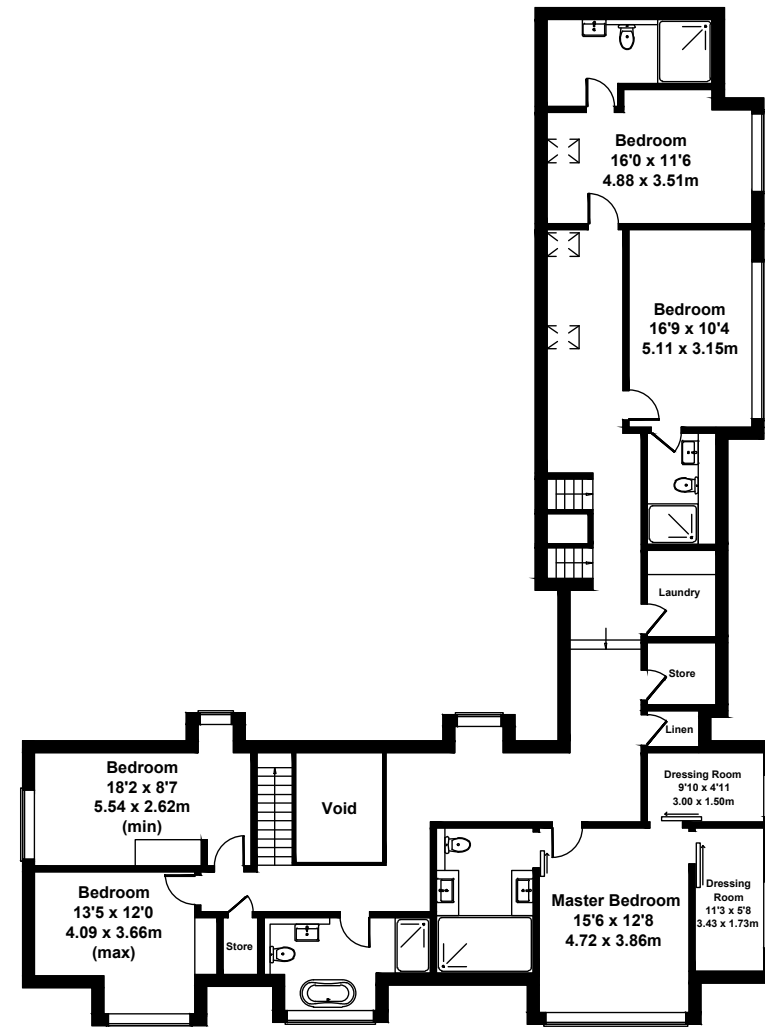 Bedroom
16'0 x 11'6
4.88 x 3.51m
Bedroom
16'9 x 10'4
5.11 x 3.15m
Laundry
Store
Linen
Dressing Room
9'10 x 4'11
3.00 x 1.50m
Bedroom
18'2 x 8'7
5.54 x 2.62m
(min)
Void
Bedroom
13'5 x 12'0
4.09 x 3.66m
(max)
Store
Master Bedroom
15'6 x 12'8
4.72 x 3.86m
Dressing
Room
11'3 x 5'8
3.43 x 1.73m